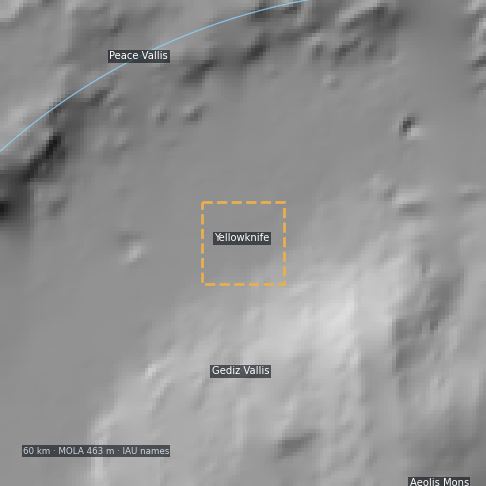 Peace Vallis
Yellowknife
Gediz Vallis
60 km · MOLA 463 m · IAU names
Aeolis Mons